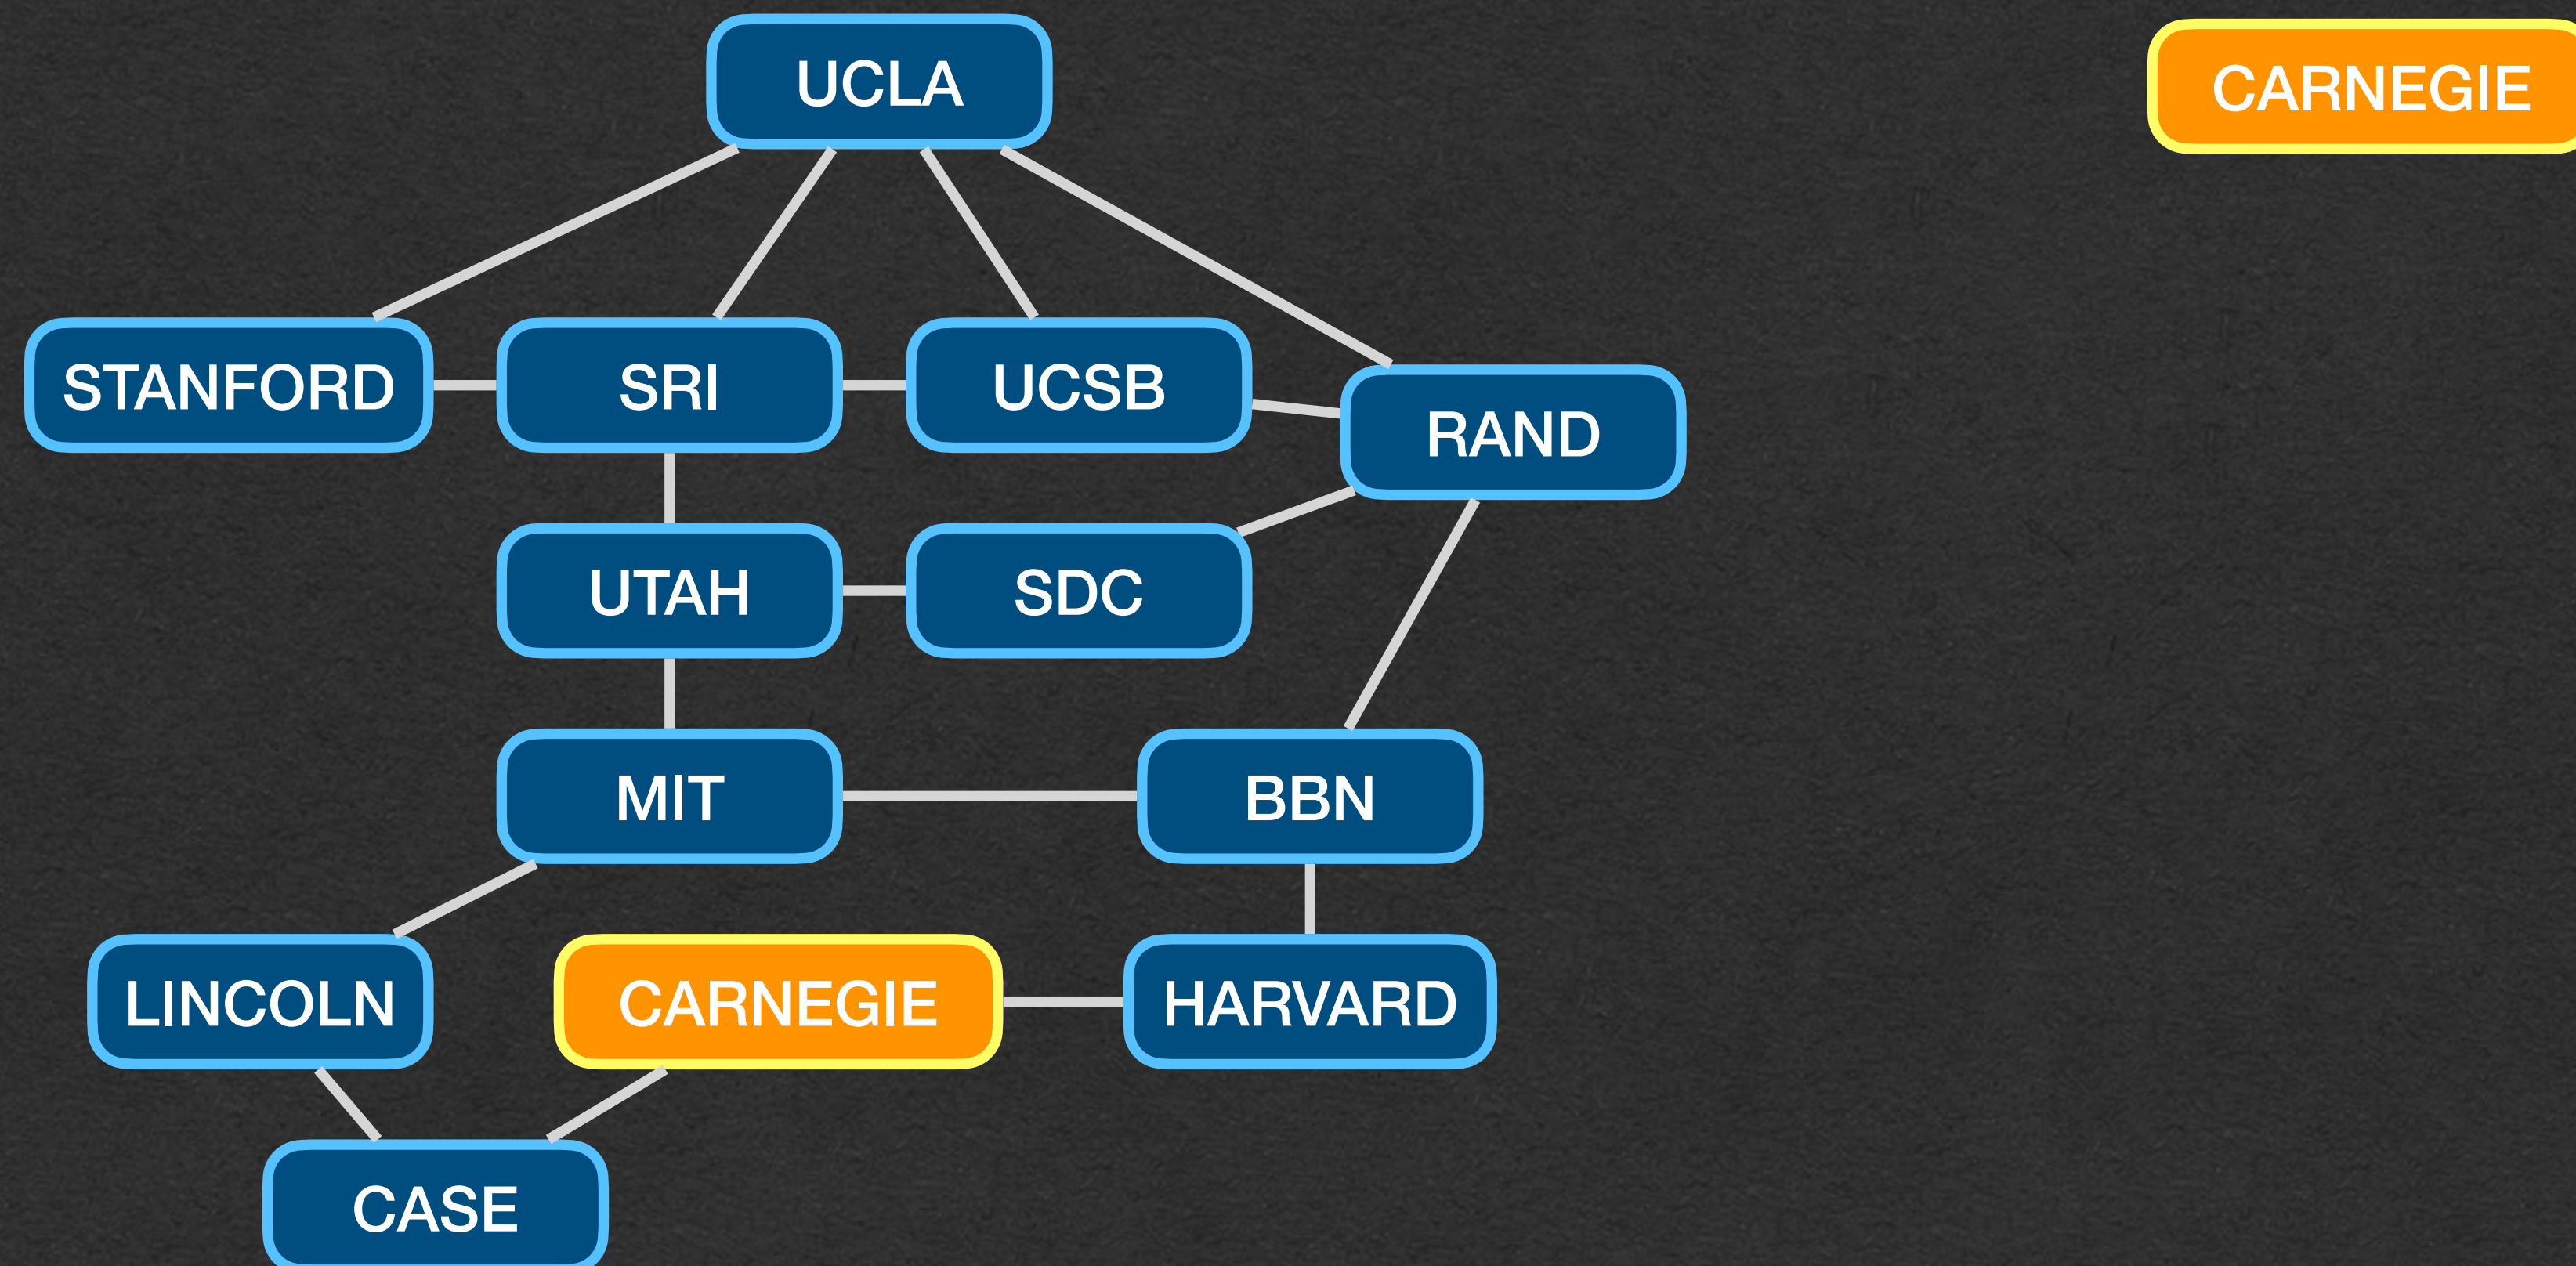 UCLA
CARNEGIE
STANFORD
SRI
UCSB
RAND
UTAH
SDC
MIT
BBN
LINCOLN
CARNEGIE
HARVARD
CASE